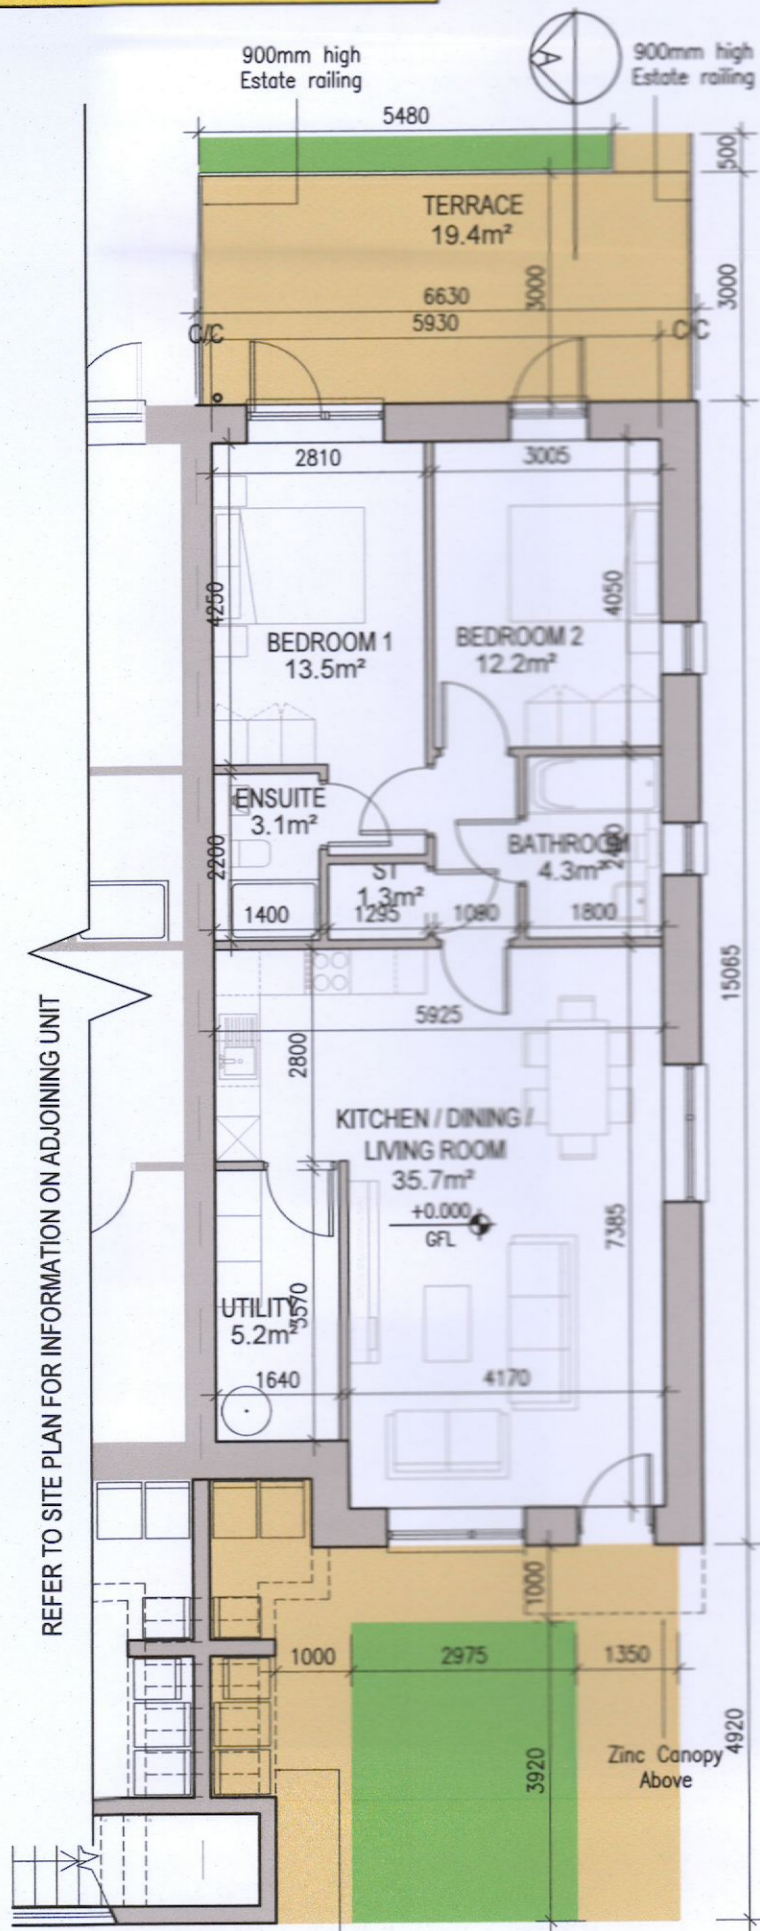 900mm high
Estate railing
A
900mm high
Estate railing
5480
500
TERRACE
19.4m²
3000
3000
6630
5930
C/C
C/C
2810
3005
4250
4050
BEDROOM 1
13.5m²
BEDROOM 2
12.2m²
ENSUITE
3.1m²
BATHROOM
4.3m²
2200
ST
1.3m²
1400
1295
1080
1800
15065
5925
2800
KITCHEN / DINING /
LIVING ROOM
35.7m²
+0.000
GFL
7385
REFER TO SITE PLAN FOR INFORMATION ON ADJOINING UNIT
UTILITY
5.2m²
3570
1640
4170
1000
1000
2975
1350
3920
Zinc Canopy
Above
4920